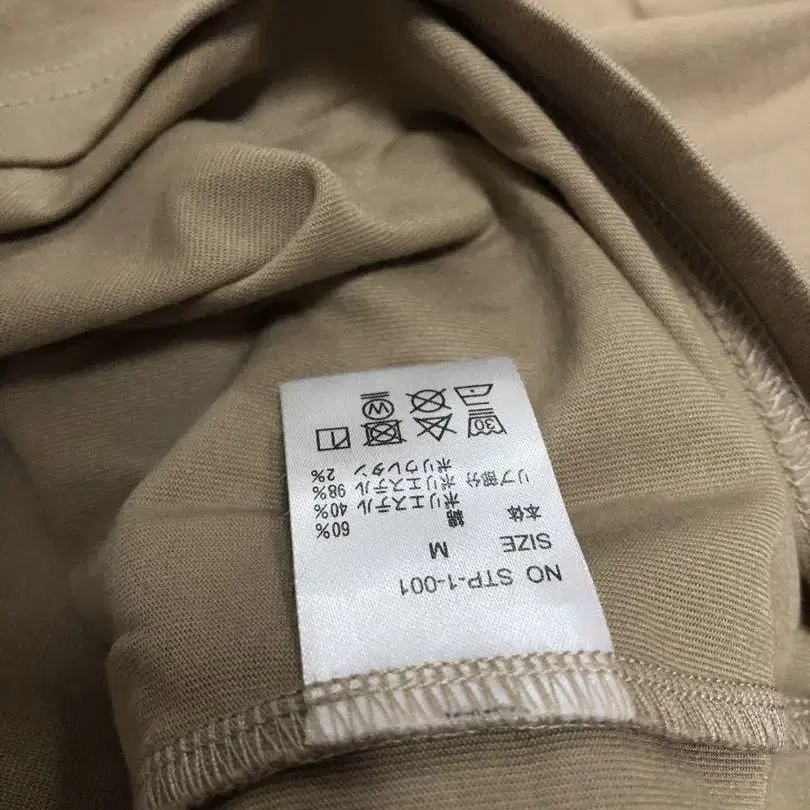 NO STP-1-001
SIZE M
本体 綿 60%
ポリエステル 40%
リブ部分 ポリエステル 98%
ポリウレタン 2%
30
W